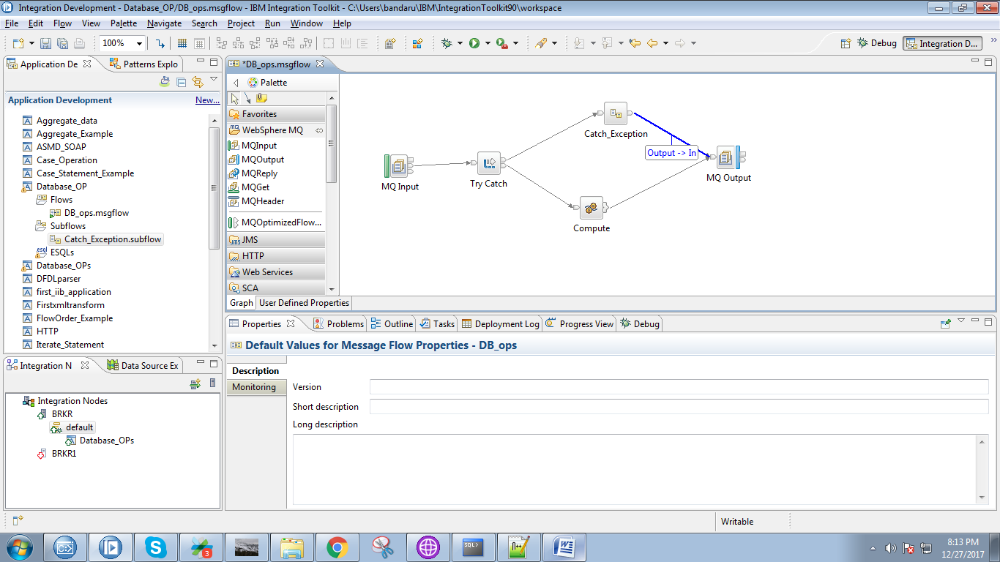 Integration Development - Database_OP/DB_ops.msgflow - IBM Integration Toolkit - C:\Users\bandaru\IBM\IntegrationToolkit90\workspace
File Edit Flow View Palette Navigate Search Project Run Window Help
100% Debug Integration D...
Application De Patterns Explo
Application Development New...
Aggregate_data
Aggregate_Example
ASMD_SOAP
Case_Operation
Case_Statement_Example
Database_OP
Flows
DB_ops.msgflow
Subflows
Catch_Exception.subflow
esql ESQLs
Database_OPs
DFDLparser
first_iib_application
Firstxmltransform
FlowOrder_Example
HTTP
Iterate_Statement
Integration N Data Source Ex
Integration Nodes
BRKR
default
Database_OPs
BRKR1
*DB_ops.msgflow
Palette
Favorites
WebSphere MQ
MQInput
MQOutput
MQReply
MQGet
MQHeader
MQOptimizedFlow...
JMS
HTTP
Web Services
SCA
MQ Input
Try Catch
Catch_Exception
Output -> In
MQ Output
Compute
Graph User Defined Properties
Properties Problems Outline Tasks Deployment Log Progress View Debug
Default Values for Message Flow Properties - DB_ops
Description
Monitoring
Version
Short description
Long description
Writable
C:\>
3
SQL>
8:13 PM
12/27/2017